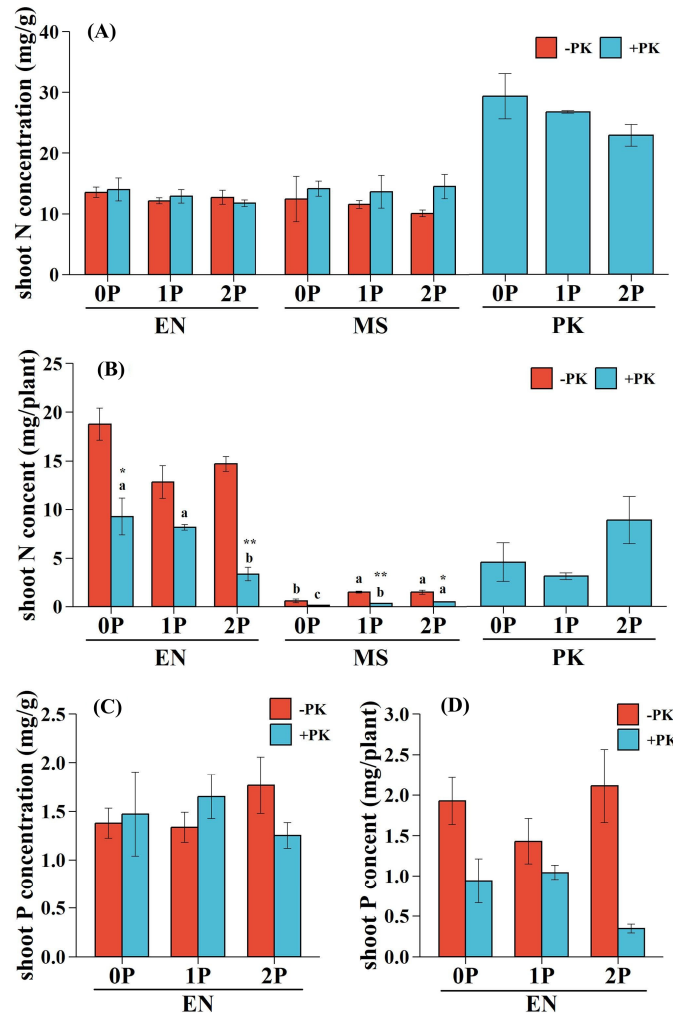 (A)
-PK +PK
shoot N concentration (mg/g)
40
30
20
10
0
0P 1P 2P 0P 1P 2P 0P 1P 2P
EN MS PK
(B)
-PK +PK
shoot N concent (mg/plant)
25
20
15
10
5
0
*
a
a
**
b
b
c
a
**
b
a
*
a
0P 1P 2P 0P 1P 2P 0P 1P 2P
EN MS PK
(C)
-PK
+PK
shoot P concentration (mg/g)
2.5
2.0
1.5
1.0
0.5
0.0
0P 1P 2P
EN
(D)
-PK
+PK
shoot P concent (mg/plant)
3.0
2.5
2.0
1.5
1.0
0.5
0.0
0P 1P 2P
EN